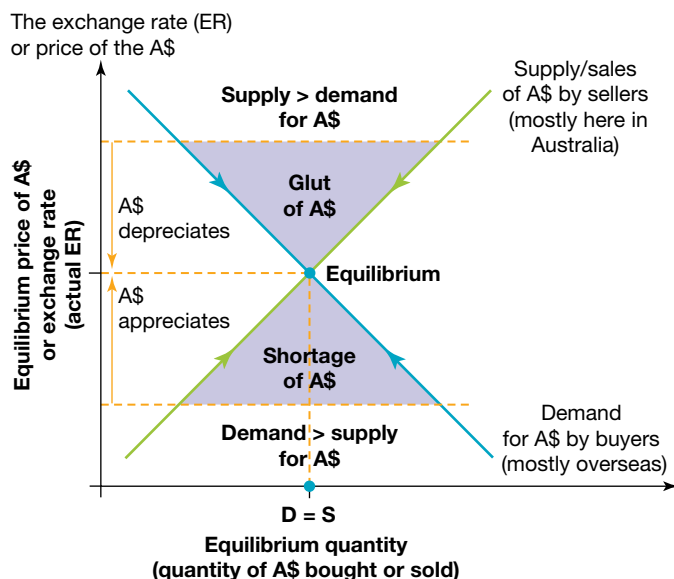 The exchange rate (ER)
or price of the A$
Supply > demand
for A$
Supply/sales
of A$ by sellers
(mostly here in
Australia)
Glut
of A$
A$
depreciates
Equilibrium price of A$
or exchange rate
(actual ER)
Equilibrium
A$
appreciates
Shortage
of A$
Demand > supply
for A$
Demand
for A$ by buyers
(mostly overseas)
D = S
Equilibrium quantity
(quantity of A$ bought or sold)